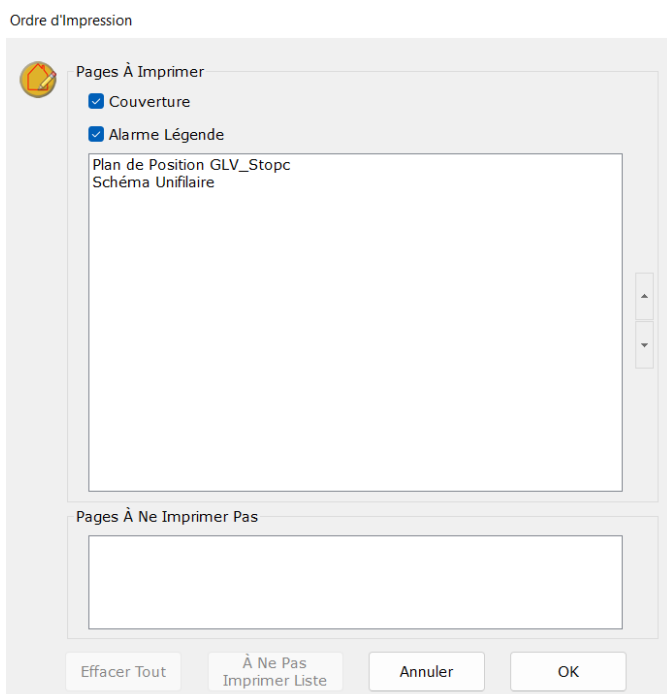 Ordre d'Impression
Pages À Imprimer
Couverture
Alarme Légende
Plan de Position GLV_Stopc
Schéma Unifilaire
Pages À Ne Imprimer Pas
Effacer Tout
À Ne Pas
Imprimer Liste
Annuler
OK